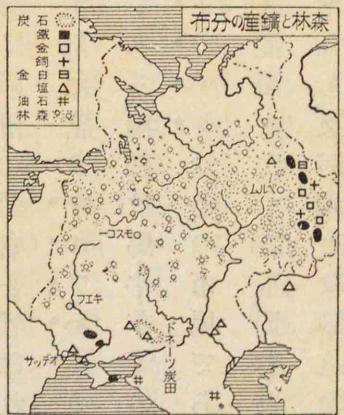 森林と産鑛の分布
石炭
鐵
金
銅
白金
塩
石油
森林
ペルム
モスコー
キエフ
オデッサ
ドネーツ炭田